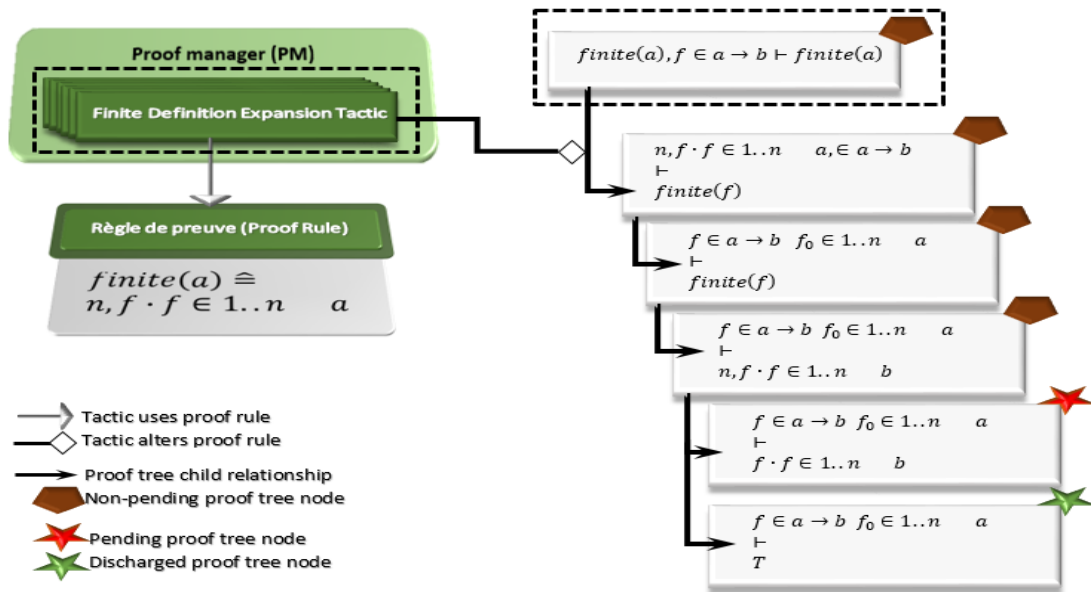 Proof manager (PM)
Finite Definition Expansion Tactic
Règle de preuve (Proof Rule)
finite(a) ≙
n, f · f ∈ 1..n a
Tactic uses proof rule
Tactic alters proof rule
Proof tree child relationship
Non-pending proof tree node
Pending proof tree node
Discharged proof tree node
finite(a), f ∈ a → b ⊢ finite(a)
n, f · f ∈ 1..n a, ∈ a → b
⊢
finite(f)
f ∈ a → b f₀ ∈ 1..n a
⊢
finite(f)
f ∈ a → b f₀ ∈ 1..n a
⊢
n, f · f ∈ 1..n b
f ∈ a → b f₀ ∈ 1..n a
⊢
f · f ∈ 1..n b
f ∈ a → b f₀ ∈ 1..n a
⊢
T